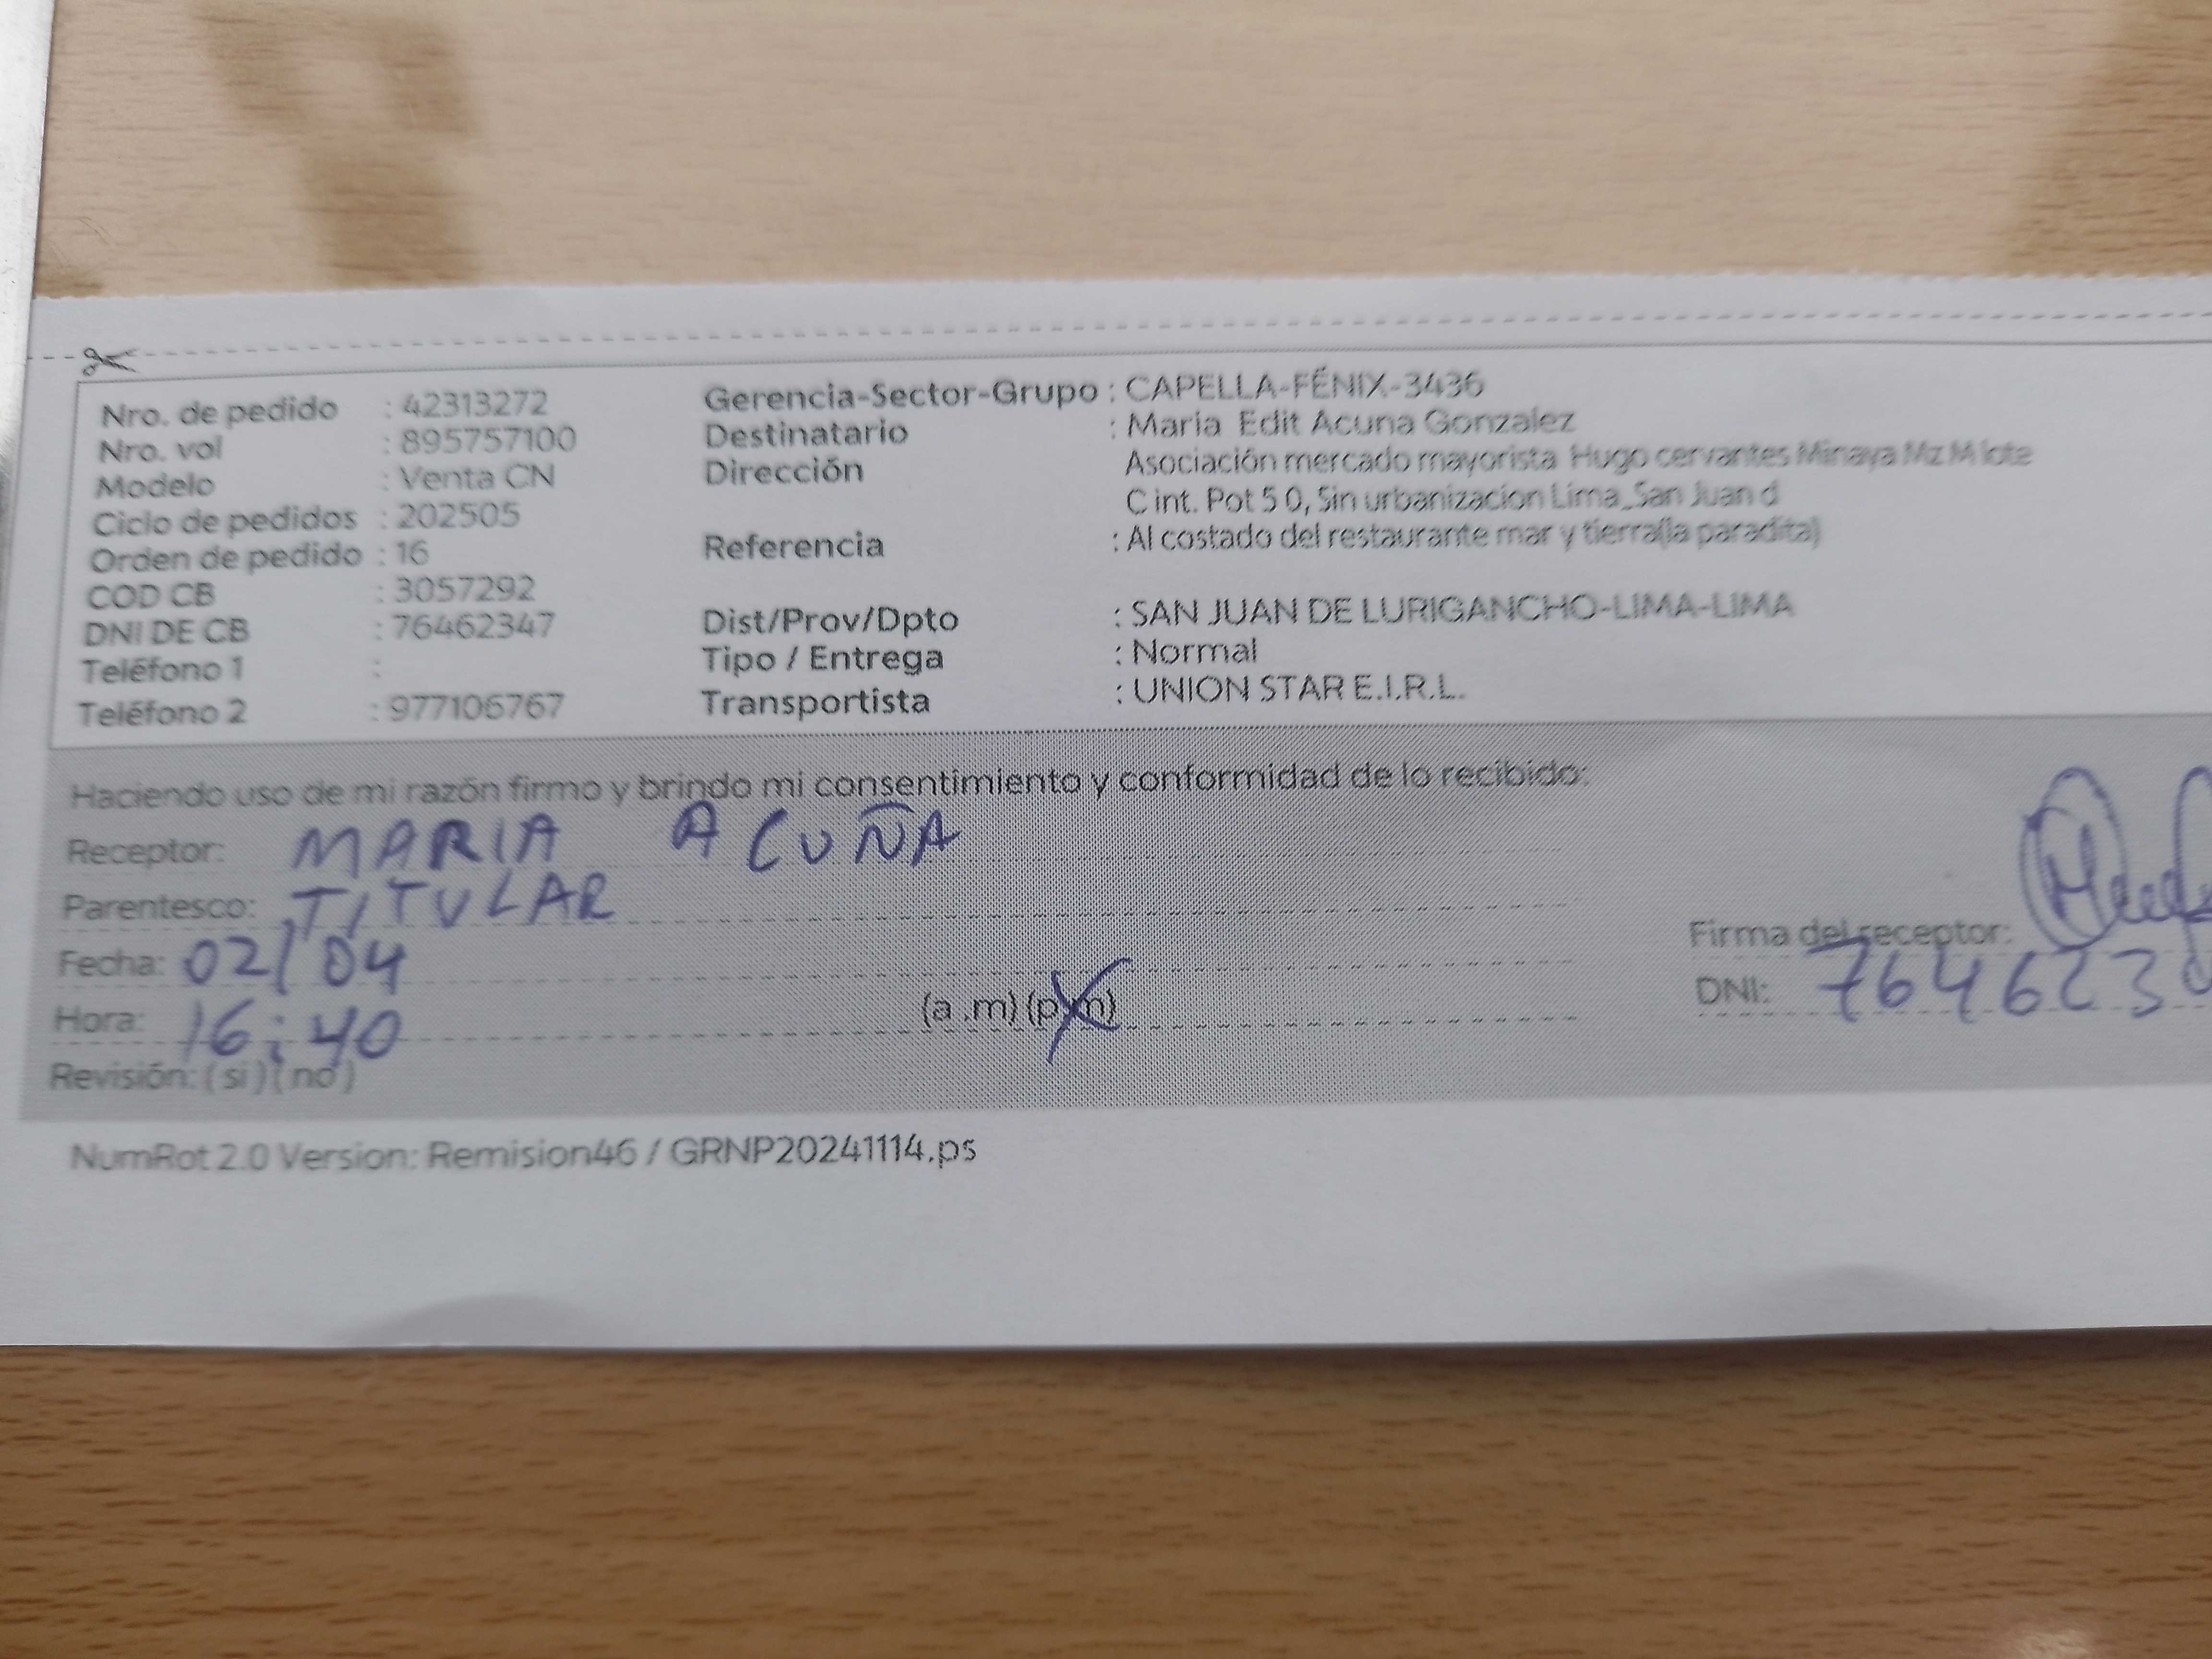 Nro. de pedido : 42313272
Nro. vol : 895757100
Modelo : Venta CN
Ciclo de pedidos : 202505
Orden de pedido : 16
COD CB : 3057292
DNI DE CB : 76462347
Teléfono 1 :
Teléfono 2 : 977106767
Gerencia-Sector-Grupo : CAPELLA-FÉNIX-3436
Destinatario : Maria Edit Acuna Gonzalez
Dirección Asociación mercado mayorista Hugo cervantes Minaya Mz M lote
C int. Pot 5 0, Sin urbanizacion Lima_San Juan d
Referencia : Al costado del restaurante mar y tierra(la paradita)
Dist/Prov/Dpto : SAN JUAN DE LURIGANCHO-LIMA-LIMA
Tipo / Entrega : Normal
Transportista : UNION STAR E.I.R.L.
Haciendo uso de mi razón firmo y brindo mi consentimiento y conformidad de lo recibido:
Receptor: MARIA ACUÑA
Parentesco: TITULAR
Fecha: 02/04
Hora: 16:40 (a .m) (p.m)
Revisión: ( si ) ( no )
Firma del receptor:
DNI: 764623
NumRot 2.0 Version: Remision46 / GRNP20241114.ps